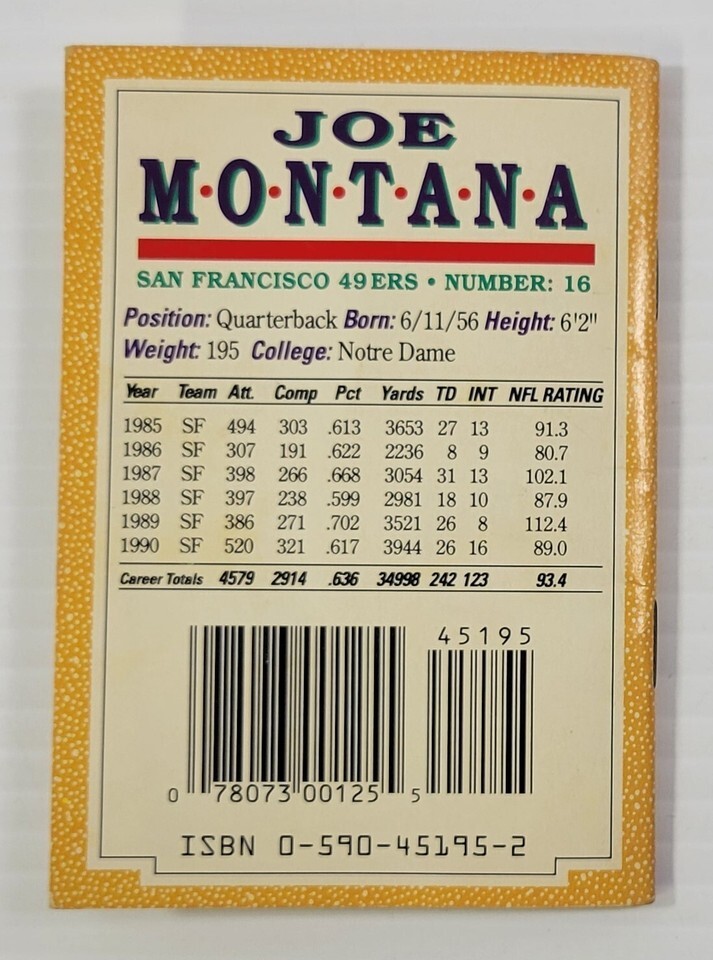 JOE
M•O•N•T•A•N•A
SAN FRANCISCO 49ERS • NUMBER: 16
Position: Quarterback Born: 6/11/56 Height: 6'2"
Weight: 195 College: Notre Dame
Year Team Att. Comp Pct Yards TD INT NFL RATING
1985 SF 494 303 .613 3653 27 13 91.3
1986 SF 307 191 .622 2236 8 9 80.7
1987 SF 398 266 .668 3054 31 13 102.1
1988 SF 397 238 .599 2981 18 10 87.9
1989 SF 386 271 .702 3521 26 8 112.4
1990 SF 520 321 .617 3944 26 16 89.0
Career Totals 4579 2914 .636 34998 242 123 93.4
45195
0 78073 00125 5
ISBN 0-590-45195-2